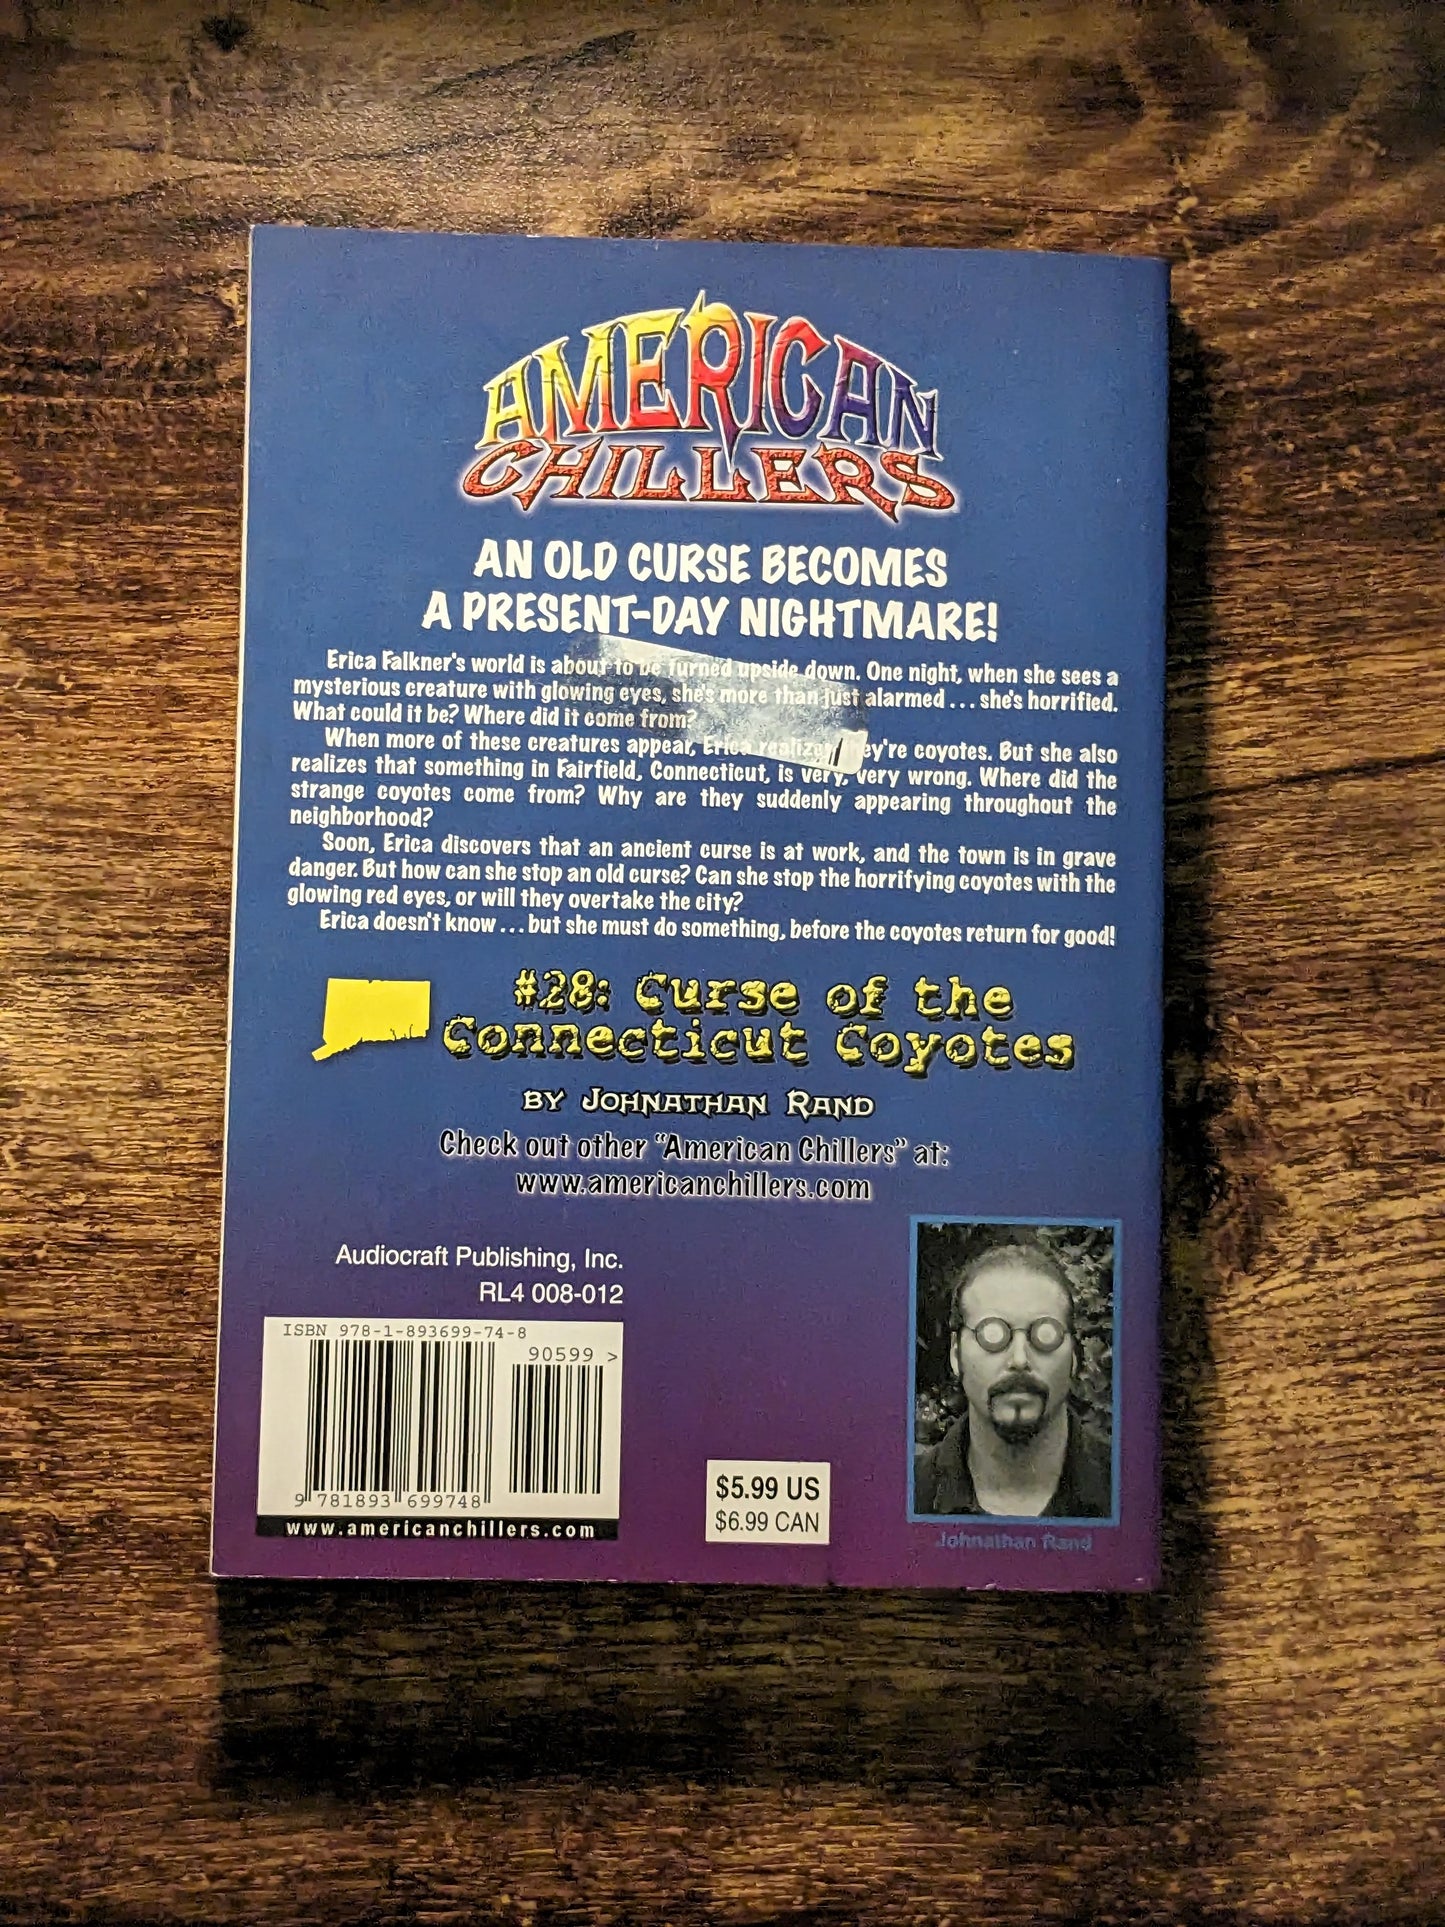 AMERICAN
CHILLERS
AN OLD CURSE BECOMES
A PRESENT-DAY NIGHTMARE!
Erica Falkner's world is about to be turned upside down. One night, when she sees a
mysterious creature with glowing eyes, she's more than just alarmed . . . she's horrified.
What could it be? Where did it come from?
When more of these creatures appear, Erica realizes they're coyotes. But she also
realizes that something in Fairfield, Connecticut, is very, very wrong. Where did the
strange coyotes come from? Why are they suddenly appearing throughout the
neighborhood?
Soon, Erica discovers that an ancient curse is at work, and the town is in grave
danger. But how can she stop an old curse? Can she stop the horrifying coyotes with the
glowing red eyes, or will they overtake the city?
Erica doesn't know . . . but she must do something, before the coyotes return for good!
#28: Curse of the
Connecticut Coyotes
BY JOHNATHAN RAND
Check out other "American Chillers" at:
www.americanchillers.com
Audiocraft Publishing, Inc.
RL4 008-012
ISBN 978-1-893699-74-8
90599 >
9 781893 699748
www.americanchillers.com
$5.99 US
$6.99 CAN
Johnathan Rand